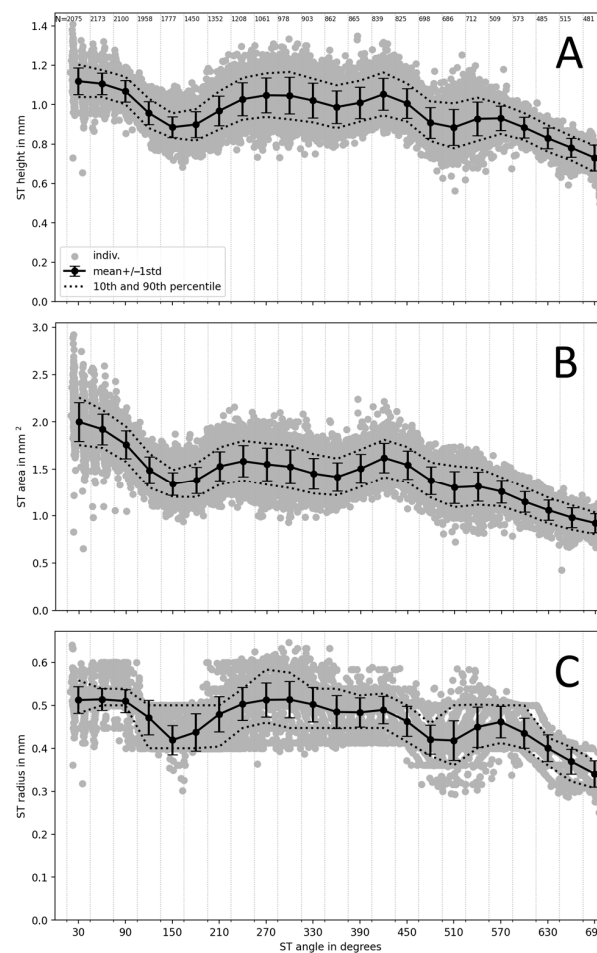 N=2075 2173 2100 1958 1777 1450 1352 1208 1061 978 903 862 865 839 825 698 686 712 509 573 485 515 481
A
ST height in mm
1.4
1.2
1.0
0.8
0.6
0.4
0.2
0.0
indiv.
mean+/−1std
10th and 90th percentile
B
ST area in mm 2
3.0
2.5
2.0
1.5
1.0
0.5
0.0
C
ST radius in mm
0.6
0.5
0.4
0.3
0.2
0.1
0.0
30 90 150 210 270 330 390 450 510 570 630 69
ST angle in degrees